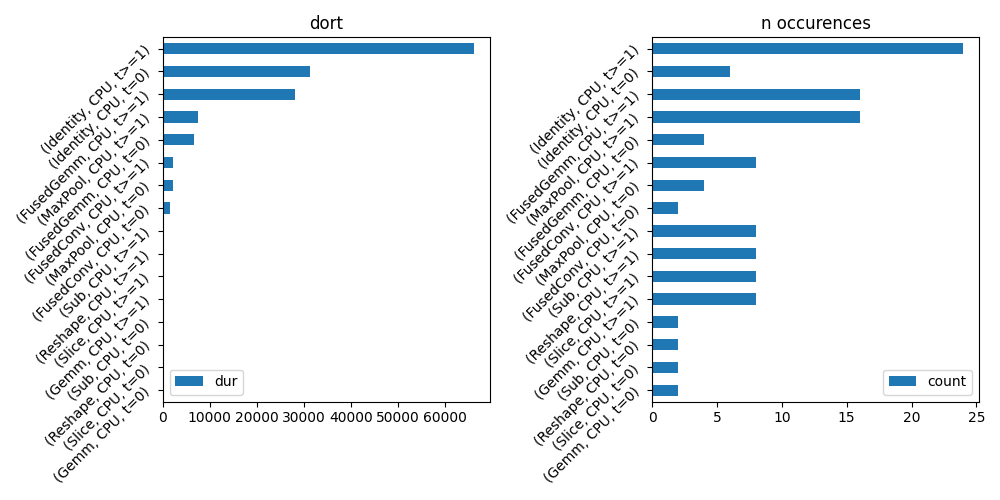 dort
(Identity, CPU, t>=1)
(Identity, CPU, t=0)
(FusedGemm, CPU, t>=1)
(MaxPool, CPU, t>=1)
(FusedGemm, CPU, t=0)
(FusedConv, CPU, t>=1)
(MaxPool, CPU, t=0)
(FusedConv, CPU, t=0)
(Sub, CPU, t>=1)
(Reshape, CPU, t>=1)
(Slice, CPU, t>=1)
(Gemm, CPU, t>=1)
(Sub, CPU, t=0)
(Reshape, CPU, t=0)
(Slice, CPU, t=0)
(Gemm, CPU, t=0)
dur
0 10000 20000 30000 40000 50000 60000
n occurences
(Identity, CPU, t>=1)
(Identity, CPU, t=0)
(FusedGemm, CPU, t>=1)
(MaxPool, CPU, t>=1)
(FusedGemm, CPU, t=0)
(FusedConv, CPU, t>=1)
(MaxPool, CPU, t=0)
(FusedConv, CPU, t=0)
(Sub, CPU, t>=1)
(Reshape, CPU, t>=1)
(Slice, CPU, t>=1)
(Gemm, CPU, t>=1)
(Sub, CPU, t=0)
(Reshape, CPU, t=0)
(Slice, CPU, t=0)
(Gemm, CPU, t=0)
count
0 5 10 15 20 25